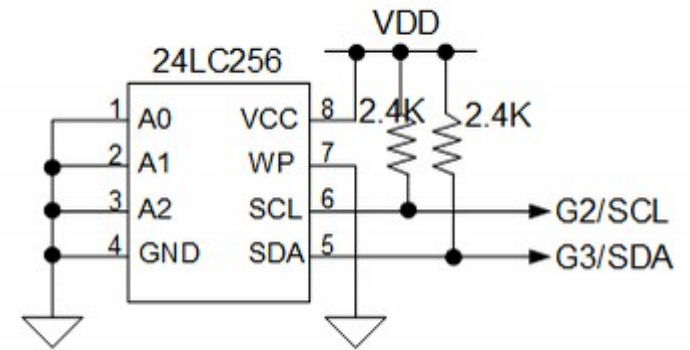 VDD
24LC256
1 A0 VCC 8 2.4K 2.4K
2 A1 WP 7
3 A2 SCL 6 G2/SCL
4 GND SDA 5 G3/SDA